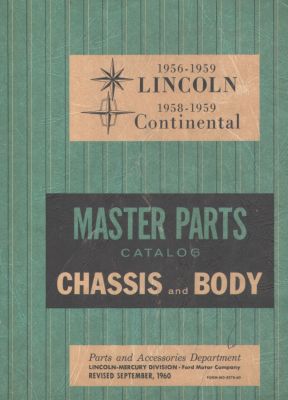 1956-1959
LINCOLN
1958-1959
Continental
MASTER PARTS
CATALOG
CHASSIS and BODY
Parts and Accessories Department
LINCOLN-MERCURY DIVISION • Ford Motor Company
REVISED SEPTEMBER, 1960